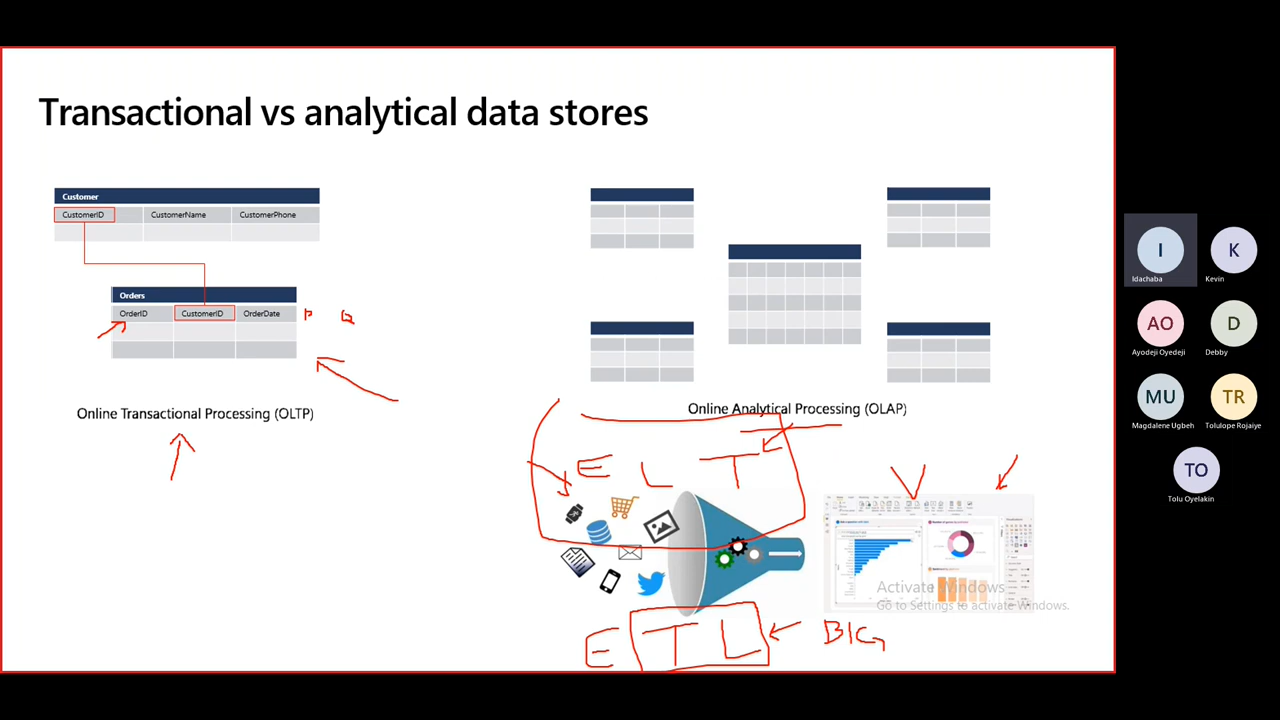 Transactional vs analytical data stores
Customer
CustomerID CustomerName CustomerPhone
Orders
OrderID CustomerID OrderDate P Q
Online Transactional Processing (OLTP)
Online Analytical Processing (OLAP)
E L T
V
Activate Windows
Go to Settings to activate Windows.
E T L
BIG
I
Idachaba
K
Kevin
AO
Ayodeji Oyedeji
D
Debby
MU
Magdalene Ugbeh
TR
Tolulope Rojaiye
TO
Tolu Oyelakin